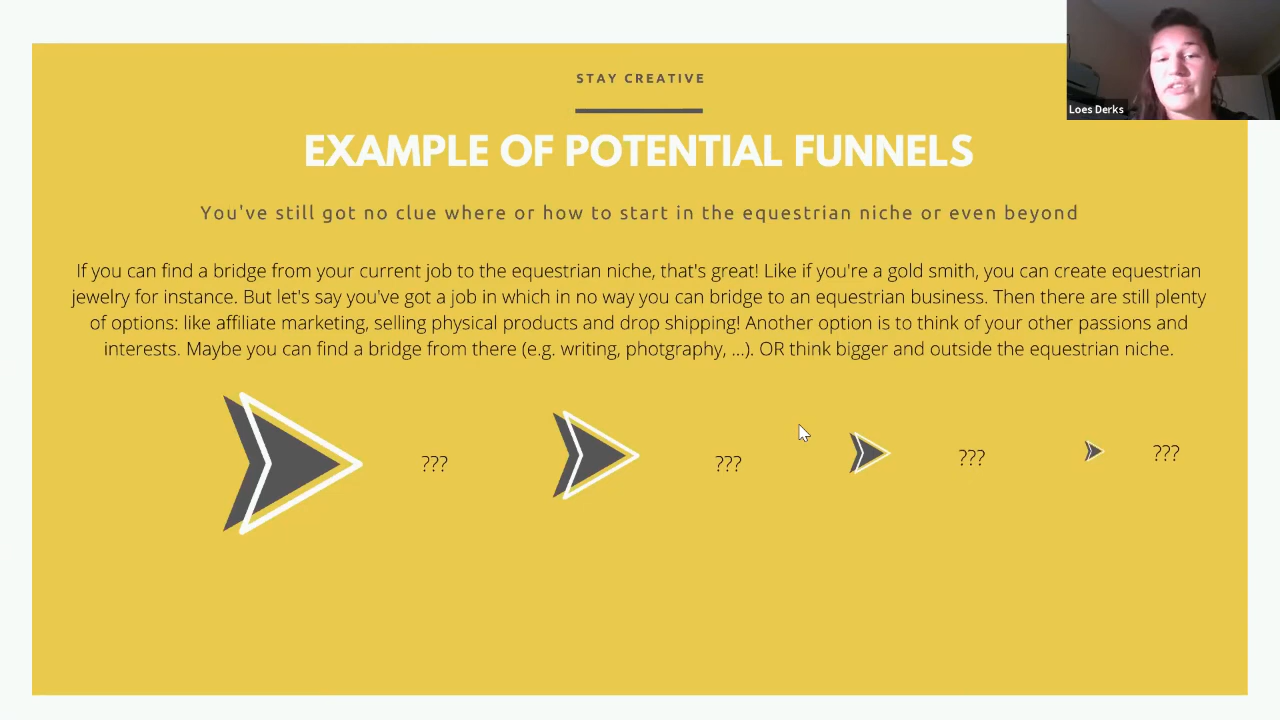 STAY CREATIVE
Loes Derks
EXAMPLE OF POTENTIAL FUNNELS
You've still got no clue where or how to start in the equestrian niche or even beyond
If you can find a bridge from your current job to the equestrian niche, that's great! Like if you're a gold smith, you can create equestrian
jewelry for instance. But let's say you've got a job in which in no way you can bridge to an equestrian business. Then there are still plenty
of options: like affiliate marketing, selling physical products and drop shipping! Another option is to think of your other passions and
interests. Maybe you can find a bridge from there (e.g. writing, photgraphy, ...). OR think bigger and outside the equestrian niche.
??? ??? ??? ???